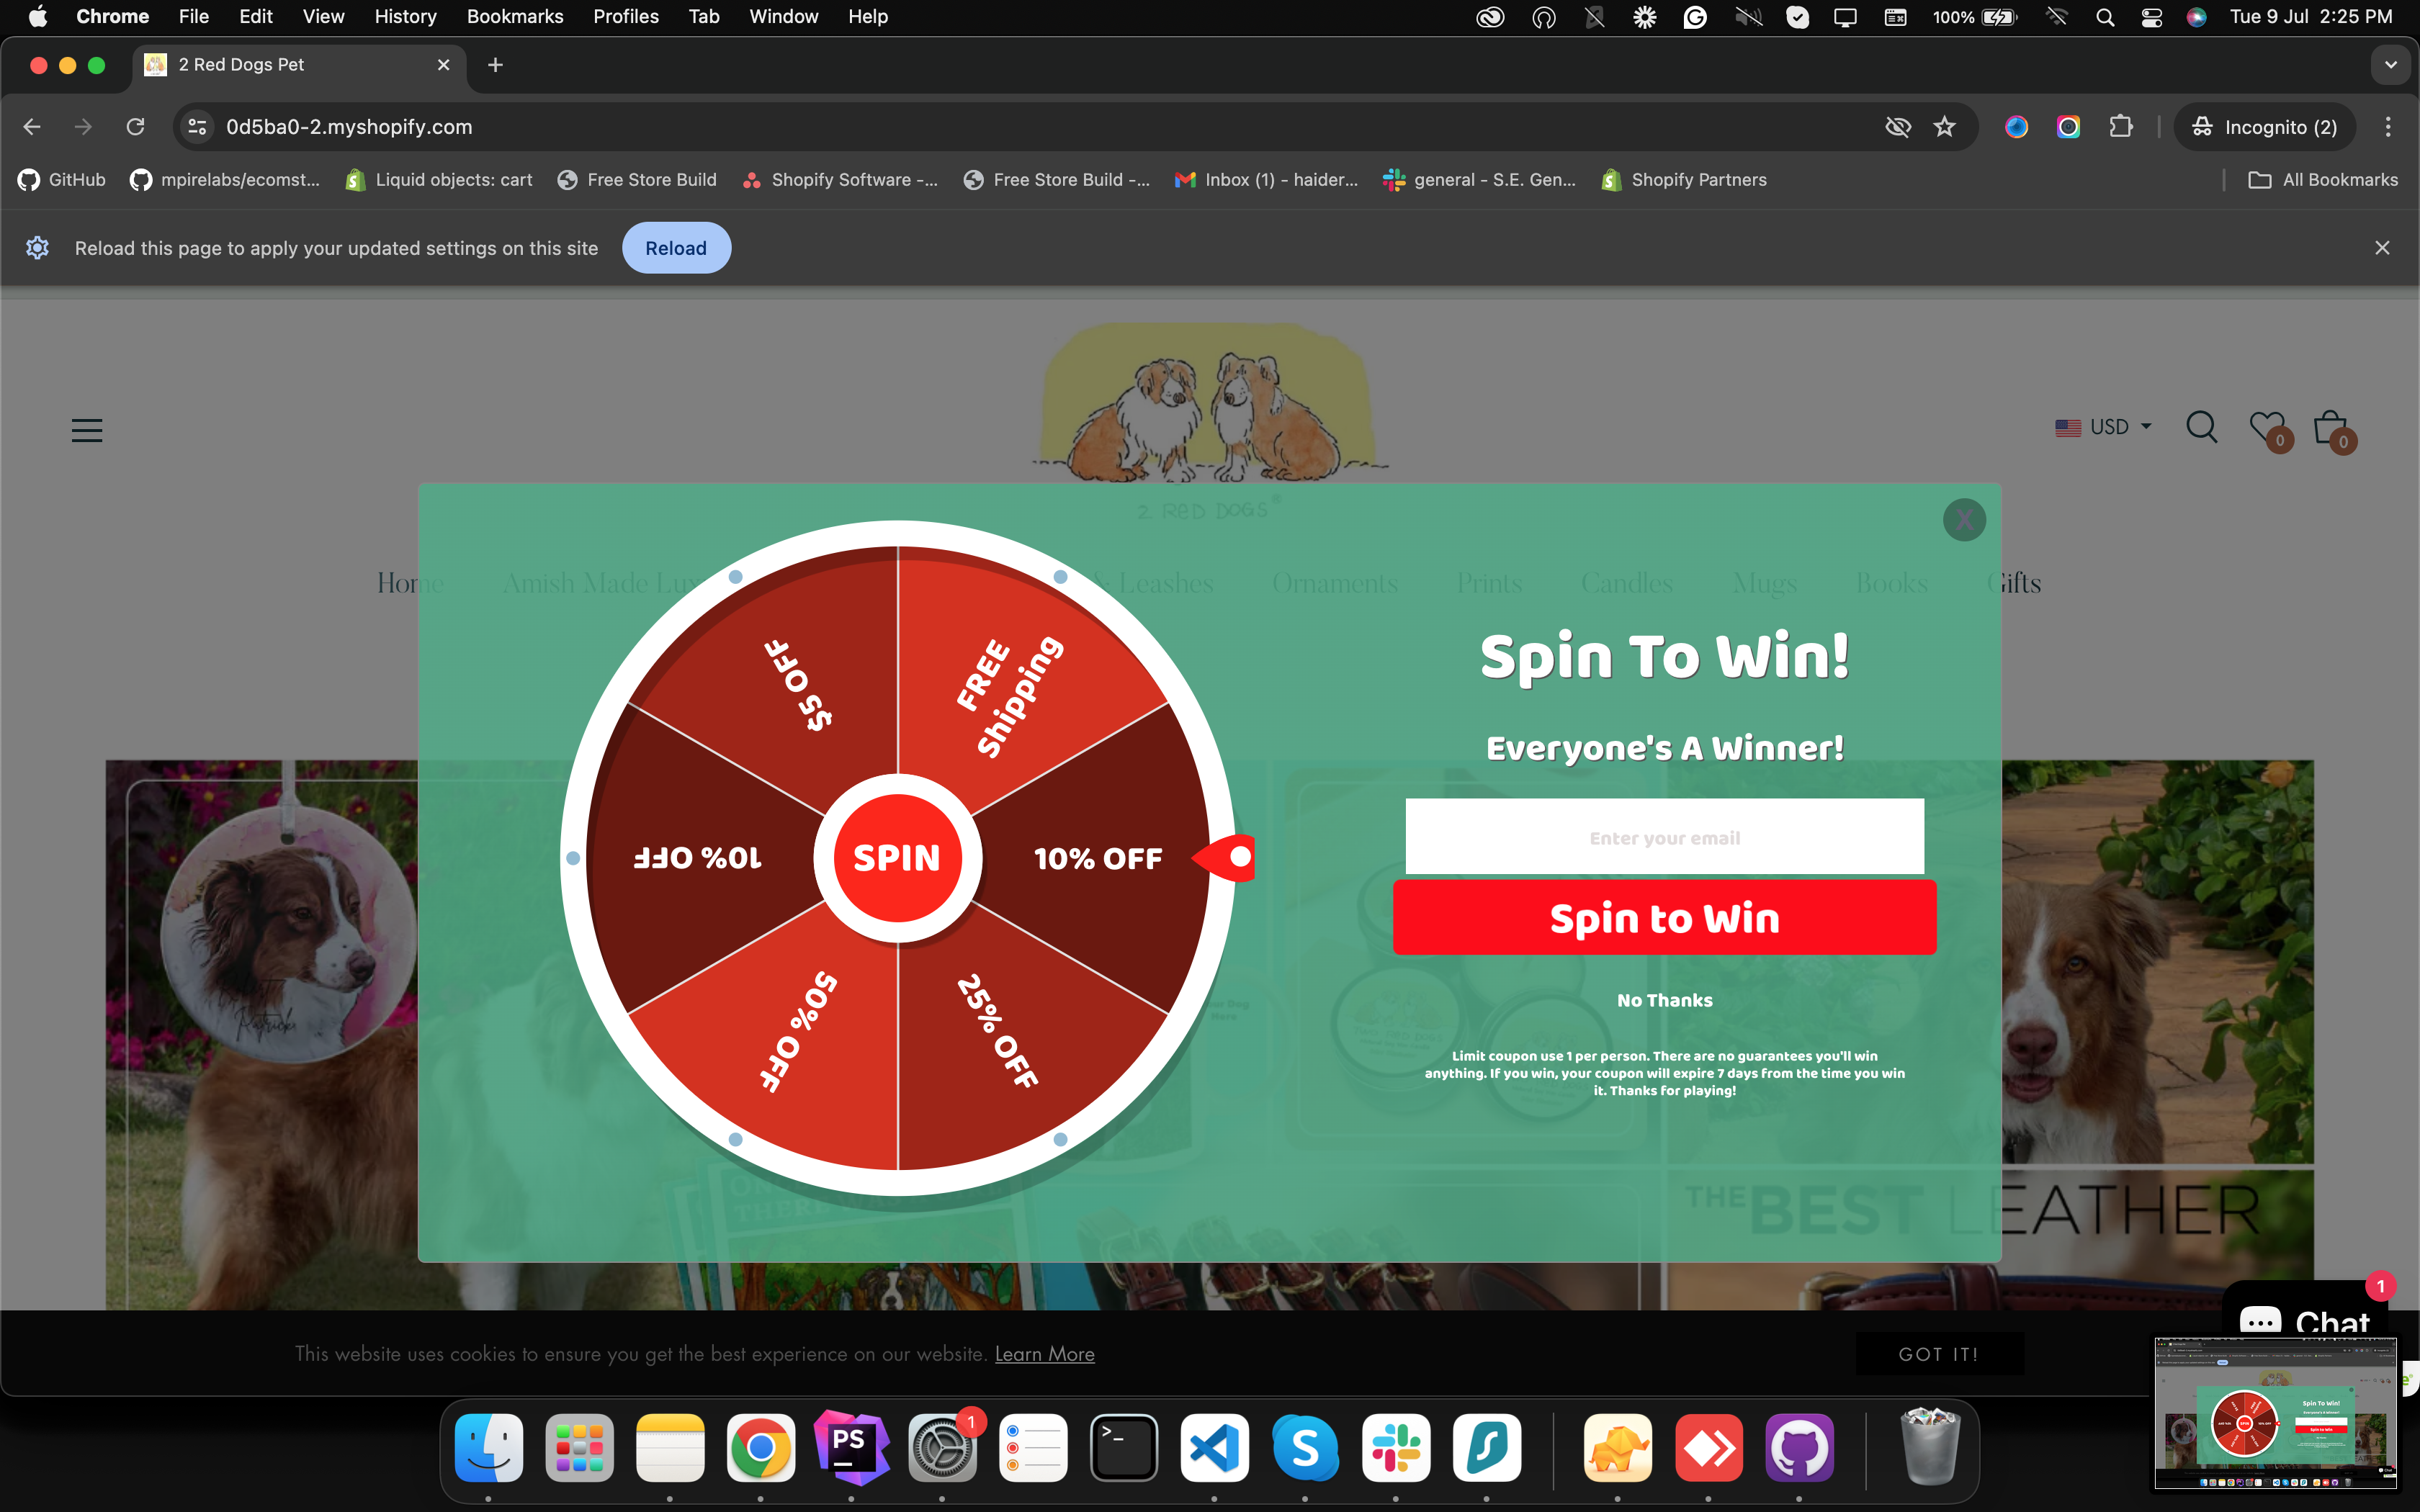 Chrome File Edit View History Bookmarks Profiles Tab Window Help
100% Tue 9 Jul 2:25 PM
2 Red Dogs Pet
0d5ba0-2.myshopify.com
Incognito (2)
GitHub mpirelabs/ecomst... Liquid objects: cart Free Store Build Shopify Software -... Free Store Build -... Inbox (1) - haider... general - S.E. Gen... Shopify Partners All Bookmarks
Reload this page to apply your updated settings on this site Reload
USD 0 0
2 RED DOGS®
X
Home Amish Made Lux & Leashes Ornaments Prints Candles Mugs Books Gifts
$5 OFF
FREE
Shipping
10% OFF
SPIN
10% OFF
50% OFF
25% OFF
Spin To Win!
Everyone's A Winner!
Enter your email
Spin to Win
No Thanks
Limit coupon use 1 per person. There are no guarantees you'll win
anything. If you win, your coupon will expire 7 days from the time you win
it. Thanks for playing!
Patrick
THE BEST LEATHER
1
Chat
This website uses cookies to ensure you get the best experience on our website. Learn More
GOT IT!
PS
1